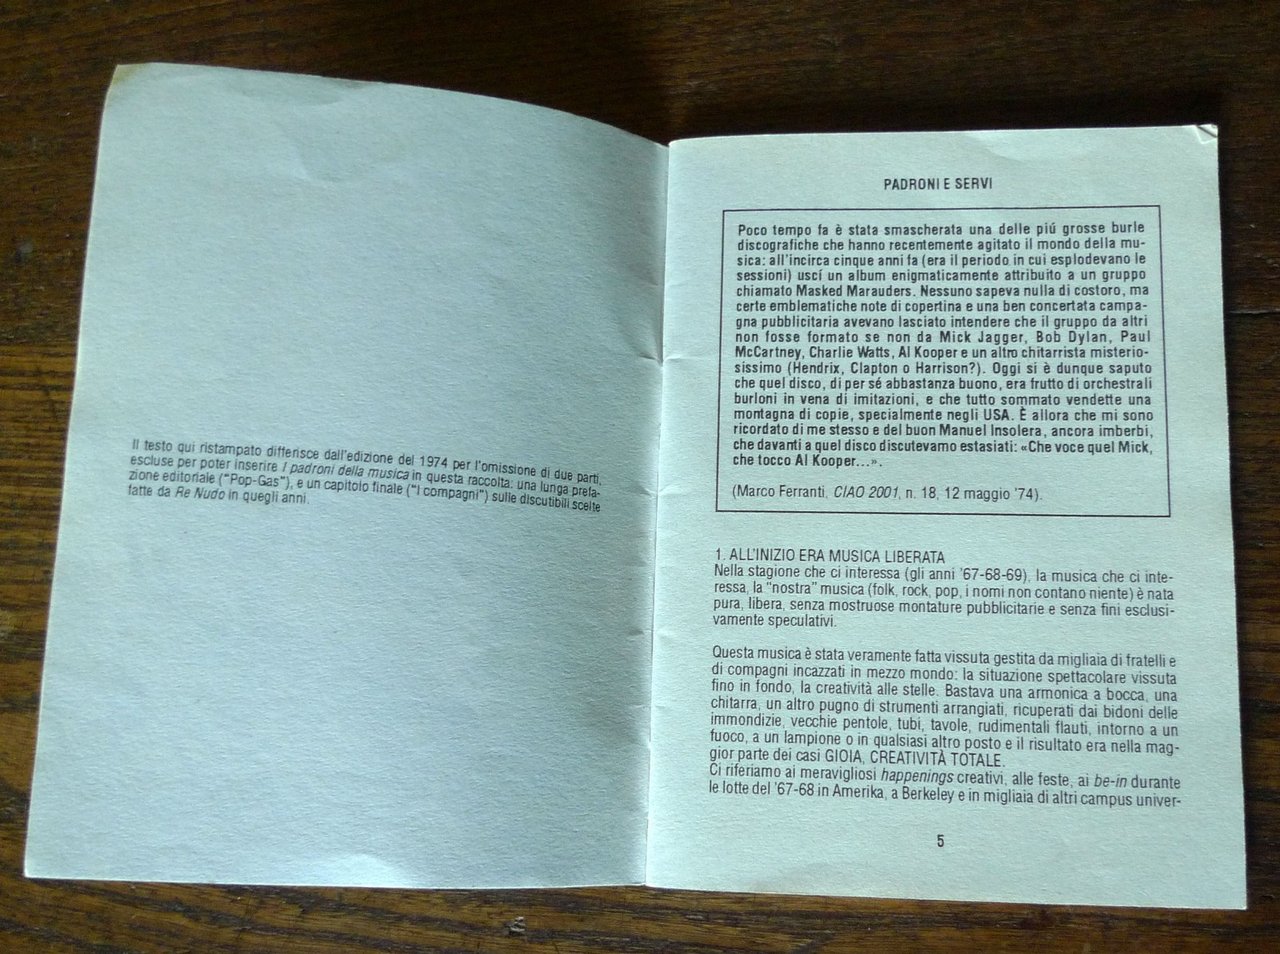 Il testo qui ristampato differisce dall'edizione del 1974 per l'omissione di due parti,
escluse per poter inserire I padroni della musica in questa raccolta: una lunga prefa-
zione editoriale ("Pop-Gas"), e un capitolo finale ("I compagni") sulle discutibili scelte
fatte da Re Nudo in quegli anni.
PADRONI E SERVI
Poco tempo fa è stata smascherata una delle piú grosse burle
discografiche che hanno recentemente agitato il mondo della mu-
sica: all'incirca cinque anni fa (era il periodo in cui esplodevano le
sessioni) uscí un album enigmaticamente attribuito a un gruppo
chiamato Masked Marauders. Nessuno sapeva nulla di costoro, ma
certe emblematiche note di copertina e una ben concertata campa-
gna pubblicitaria avevano lasciato intendere che il gruppo da altri
non fosse formato se non da Mick Jagger, Bob Dylan, Paul
McCartney, Charlie Watts, Al Kooper e un altro chitarrista misterio-
sissimo (Hendrix, Clapton o Harrison?). Oggi si è dunque saputo
che quel disco, di per sé abbastanza buono, era frutto di orchestrali
burloni in vena di imitazioni, e che tutto sommato vendette una
montagna di copie, specialmente negli USA. È allora che mi sono
ricordato di me stesso e del buon Manuel Insolera, ancora imberbi,
che davanti a quel disco discutevamo estasiati: «Che voce quel Mick,
che tocco Al Kooper...».
(Marco Ferranti, CIAO 2001, n. 18, 12 maggio '74).
1. ALL'INIZIO ERA MUSICA LIBERATA
Nella stagione che ci interessa (gli anni '67-68-69), la musica che ci inte-
ressa, la "nostra" musica (folk, rock, pop, i nomi non contano niente) è nata
pura, libera, senza mostruose montature pubblicitarie e senza fini esclusi-
vamente speculativi.
Questa musica è stata veramente fatta vissuta gestita da migliaia di fratelli e
di compagni incazzati in mezzo mondo: la situazione spettacolare vissuta
fino in fondo, la creatività alle stelle. Bastava una armonica a bocca, una
chitarra, un altro pugno di strumenti arrangiati, ricuperati dai bidoni delle
immondizie, vecchie pentole, tubi, tavole, rudimentali flauti, intorno a un
fuoco, a un lampione o in qualsiasi altro posto e il risultato era nella mag-
gior parte dei casi GIOIA, CREATIVITÀ TOTALE.
Ci riferiamo ai meravigliosi happenings creativi, alle feste, ai be-in durante
le lotte del '67-68 in Amerika, a Berkeley e in migliaia di altri campus univer-
5